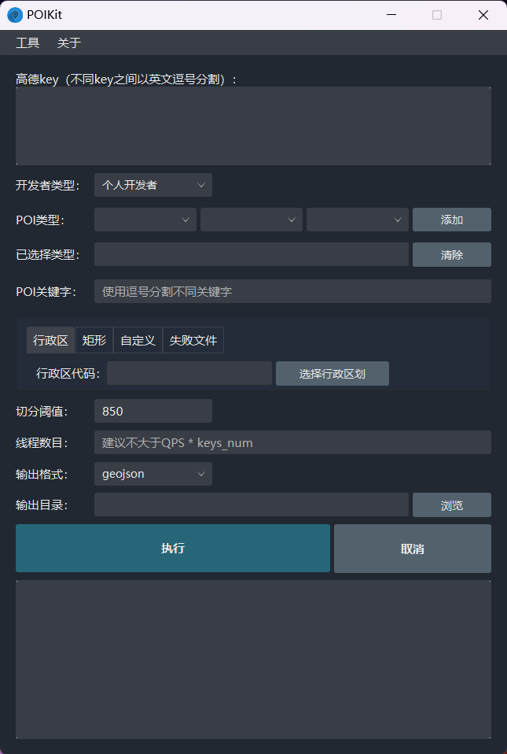 POIKit
工具 关于
高德key（不同key之间以英文逗号分割）:
开发者类型: 个人开发者
POI类型: 添加
已选择类型: 清除
POI关键字: 使用逗号分割不同关键字
行政区 矩形 自定义 失败文件
行政区代码: 选择行政区划
切分阈值: 850
线程数目: 建议不大于QPS * keys_num
输出格式: geojson
输出目录: 浏览
执行 取消